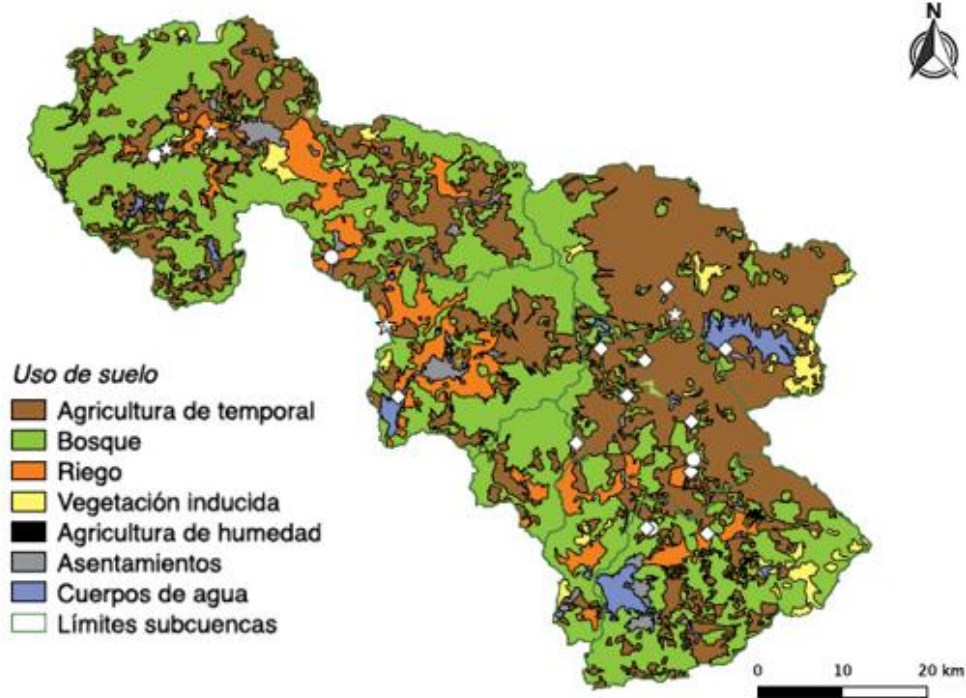 N
Uso de suelo
Agricultura de temporal
Bosque
Riego
Vegetación inducida
Agricultura de humedad
Asentamientos
Cuerpos de agua
Límites subcuencas
0 10 20 km